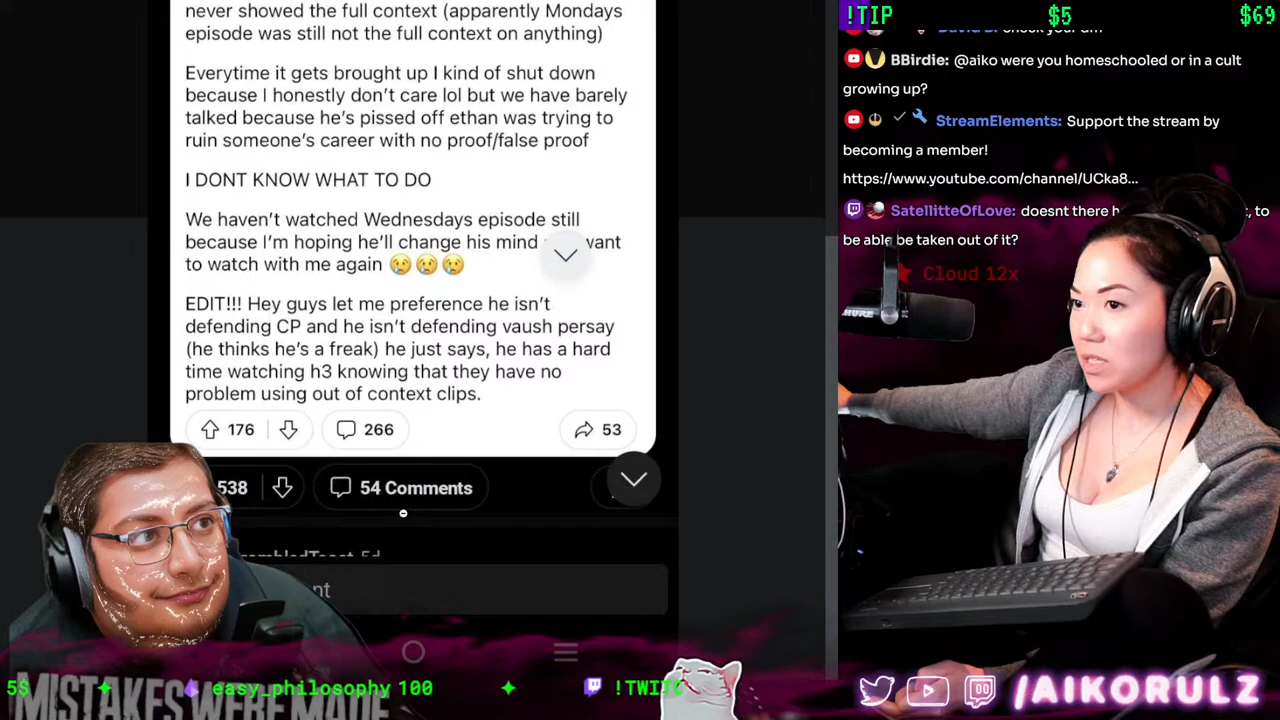 never showed the full context (apparently Mondays
episode was still not the full context on anything)
Everytime it gets brought up I kind of shut down
because I honestly don't care lol but we have barely
talked because he's pissed off ethan was trying to
ruin someone's career with no proof/false proof
I DONT KNOW WHAT TO DO
We haven't watched Wednesdays episode still
because I'm hoping he'll change his mind want
to watch with me again 😢 😢 😢
EDIT!!! Hey guys let me preference he isn't
defending CP and he isn't defending vaush persay
(he thinks he's a freak) he just says, he has a hard
time watching h3 knowing that they have no
problem using out of context clips.
176 266 53
538 54 Comments
5d
nt
5$ easy_philosophy 100 !TWIT
MISTAKES WERE MADE
!TIP $5 $69
BBirdie: @aiko were you homeschooled or in a cult
growing up?
StreamElements: Support the stream by
becoming a member!
https://www.youtube.com/channel/UCka8...
SatellitteOfLove: doesnt there h t, to
be able be taken out of it?
Cloud 12x
SHURE
/AIKORULZ